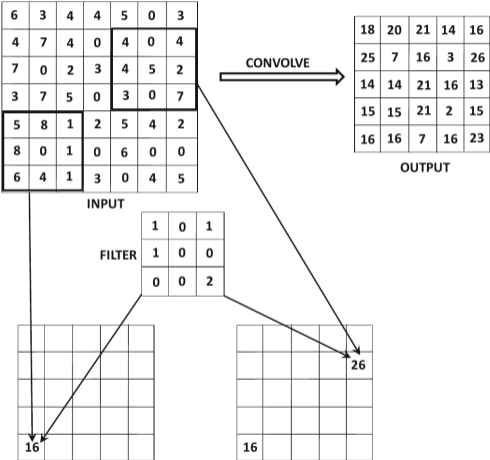 6 3 4 4 5 0 3
4 7 4 0 4 0 4
7 0 2 3 4 5 2
3 7 5 0 3 0 7
5 8 1 2 5 4 2
8 0 1 0 6 0 0
6 4 1 3 0 4 5
INPUT
CONVOLVE
18 20 21 14 16
25 7 16 3 26
14 14 21 16 13
15 15 21 2 15
16 16 7 16 23
OUTPUT
FILTER
1 0 1
1 0 0
0 0 2
16
26
16